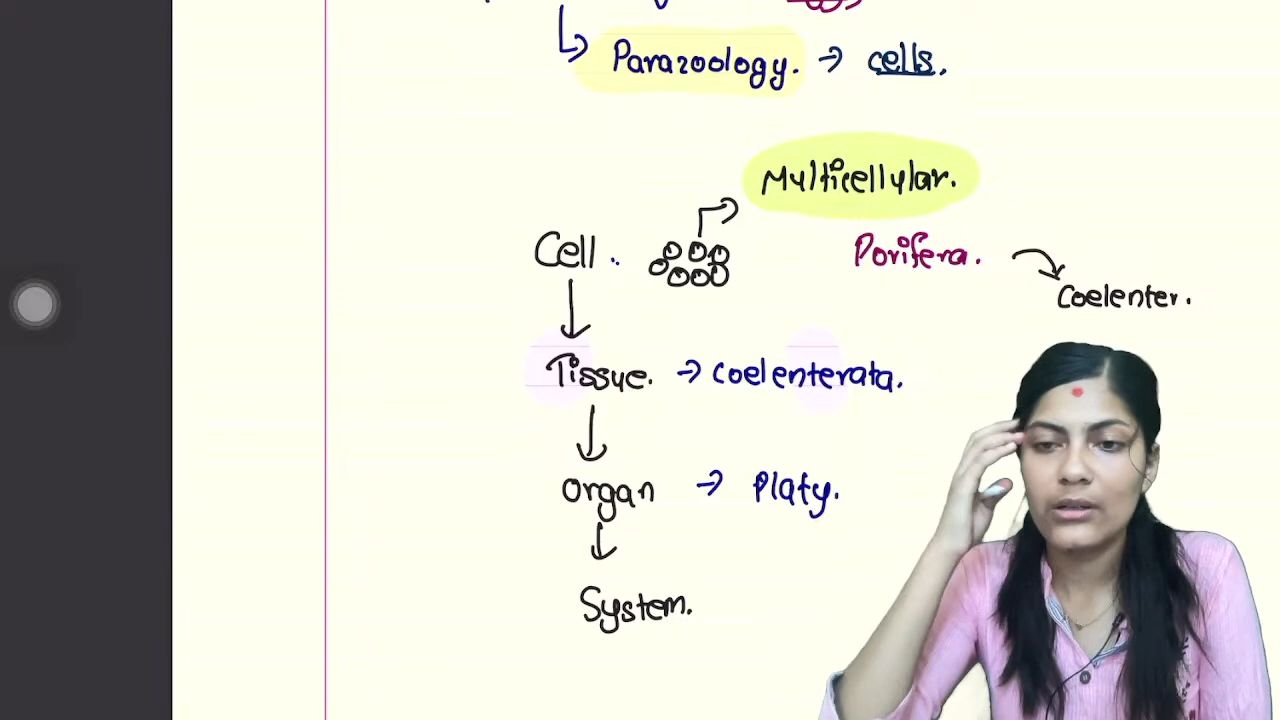 Parazoology. → cells.
Multicellular.
Cell
Porifera.
Coelenter.
Tissue. → Coelenterata.
Organ → Platy.
System.